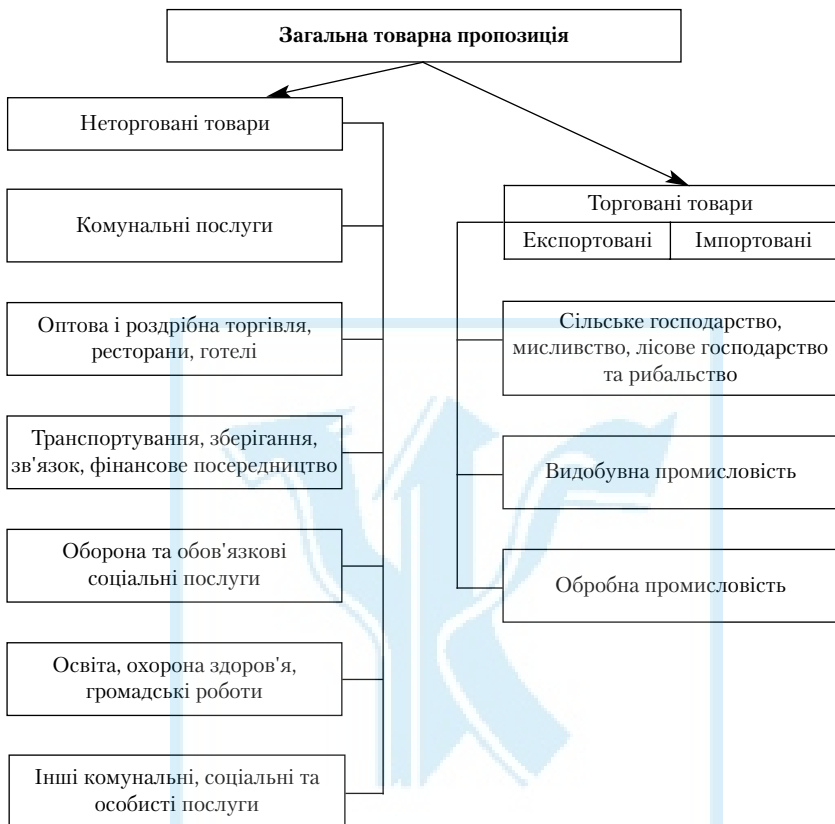 Загальна товарна пропозиція
Неторговані товари
Комунальні послуги
Оптова і роздрібна торгівля,
ресторани, готелі
Транспортування, зберігання,
зв'язок, фінансове посередництво
Оборона та обов'язкові
соціальні послуги
Освіта, охорона здоров'я,
громадські роботи
Інші комунальні, соціальні та
особисті послуги
Торговані товари
Експортовані
Імпортовані
Сільське господарство,
мисливство, лісове господарство
та рибальство
Видобувна промисловість
Обробна промисловість